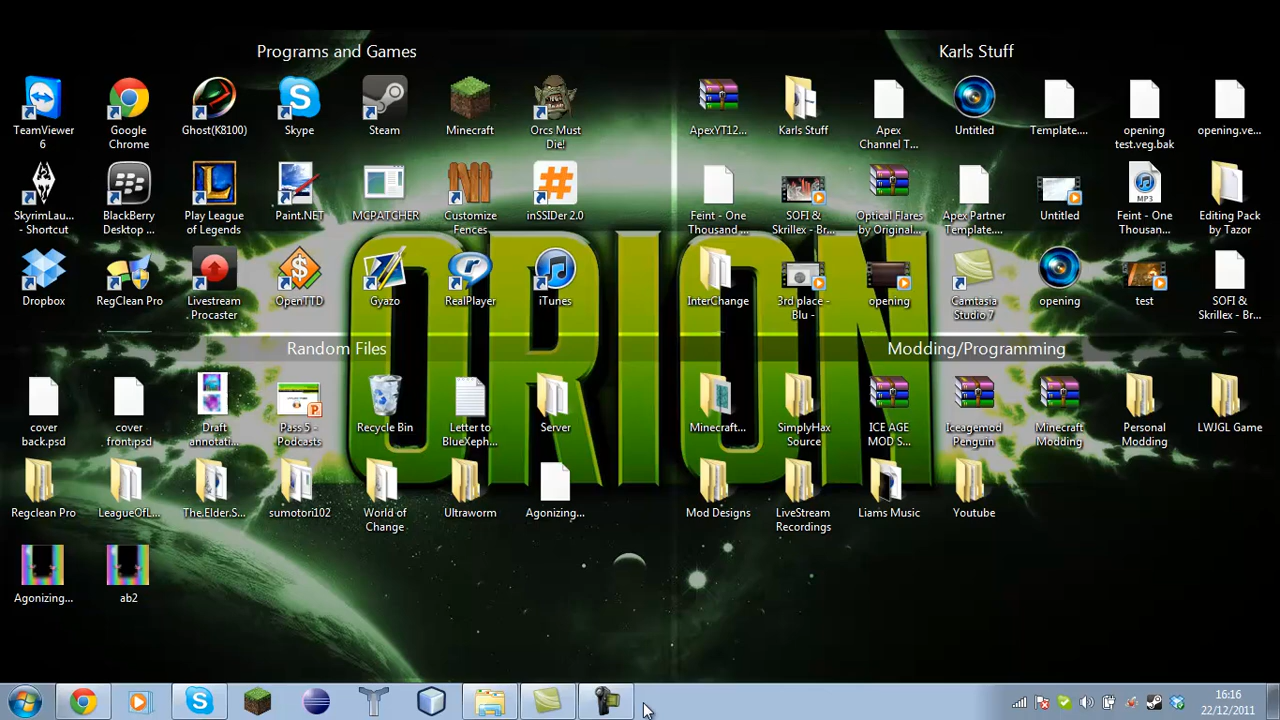 Programs and Games
Karls Stuff
TeamViewer
6
Google
Chrome
Ghost(K8100)
Skype
Steam
Minecraft
Orcs Must
Die!
ApexYT12...
Karls Stuff
Apex
Channel T...
Untitled
Template....
opening
test.veg.bak
opening.ve...
SkyrimLau...
- Shortcut
BlackBerry
Desktop ...
Play League
of Legends
Paint.NET
MCPATCHER
Customize
Fences
inSSIDer 2.0
Feint - One
Thousand ...
SOFI &
Skrillex - Br...
Optical Flares
by Original...
Apex Partner
Template....
Untitled
MP3
Feint - One
Thousan...
Editing Pack
by Tazor
Dropbox
RegClean Pro
Livestream
Procaster
OpenTTD
Gyazo
RealPlayer
iTunes
InterChange
3rd place -
Blu -
opening
Camtasia
Studio 7
opening
test
SOFI &
Skrillex - Br...
ORION
Random Files
Modding/Programming
cover
back.psd
cover
front.psd
Draft
annotati...
Pass 5 -
Podcasts
Recycle Bin
Letter to
BlueXeph...
Server
Minecraft...
SimplyHax
Source
ICE AGE
MOD S...
Iceagemod
Penguin
Minecraft
Modding
Personal
Modding
LWJGL Game
Regclean Pro
LeagueOfL...
The.Elder.S...
sumotori102
World of
Change
Ultraworm
Agonizing...
Mod Designs
LiveStream
Recordings
Liams Music
Youtube
Agonizing...
ab2
16:16
22/12/2011